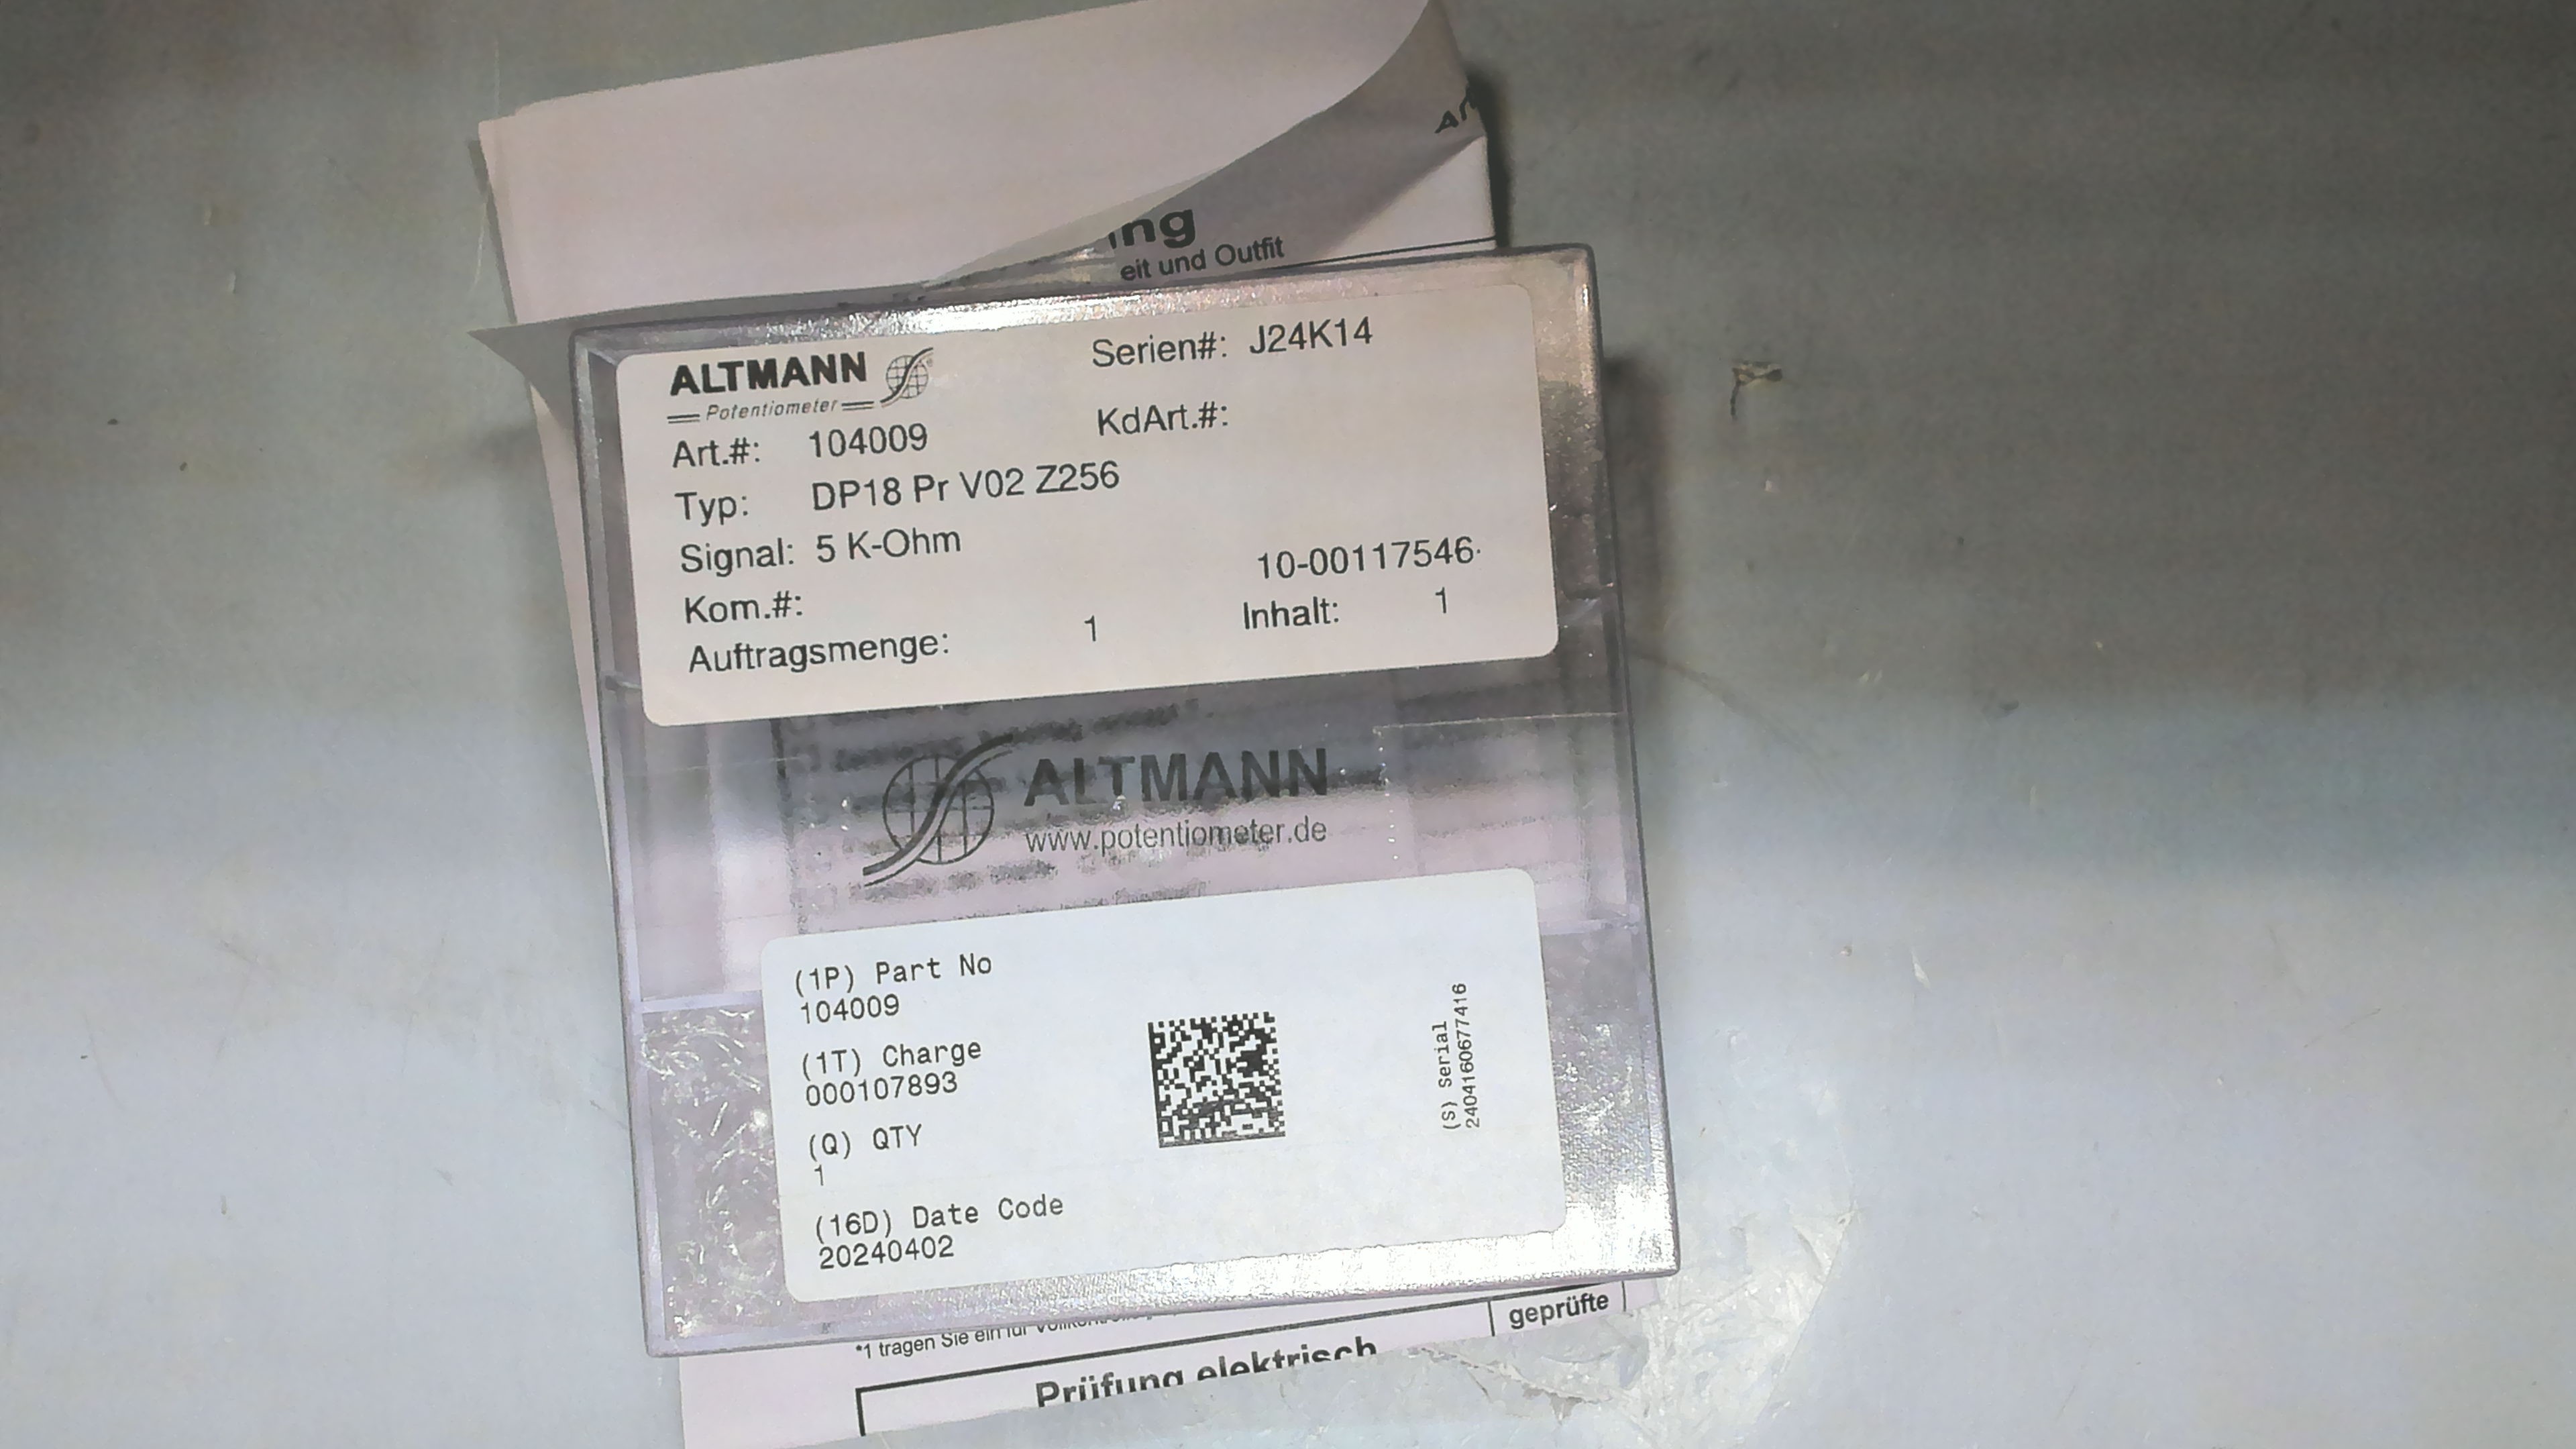 ing
eit und Outfit
ALTMANN
Potentiometer
Serien#: J24K14
Art.#: 104009
KdArt.#:
Typ: DP18 Pr V02 Z256
Signal: 5 K-Ohm
10-00117546
Kom.#:
Auftragsmenge: 1
Inhalt: 1
ALTMANN
www.potentiometer.de
(1P) Part No
104009
(1T) Charge
000107893
(Q) QTY
1
(16D) Date Code
20240402
(S) Serial
2404160677416
*1 tragen Sie ein für
geprüfte
Prüfung elektrisch